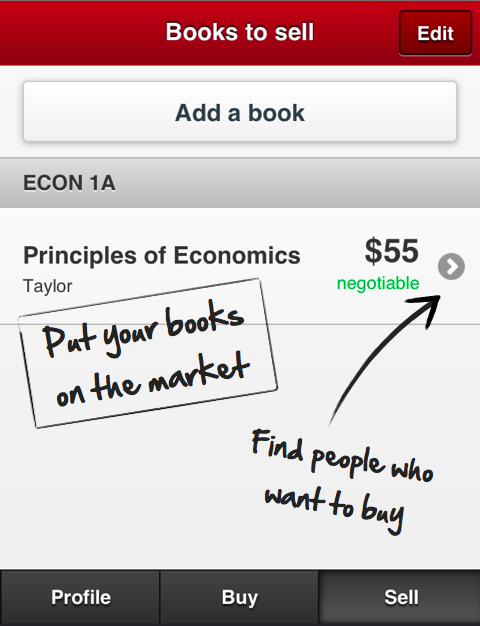 Books to sell
Edit
Add a book
ECON 1A
Principles of Economics
$55
Taylor
negotiable
Put your books
on the market
Find people who
want to buy
Profile
Buy
Sell